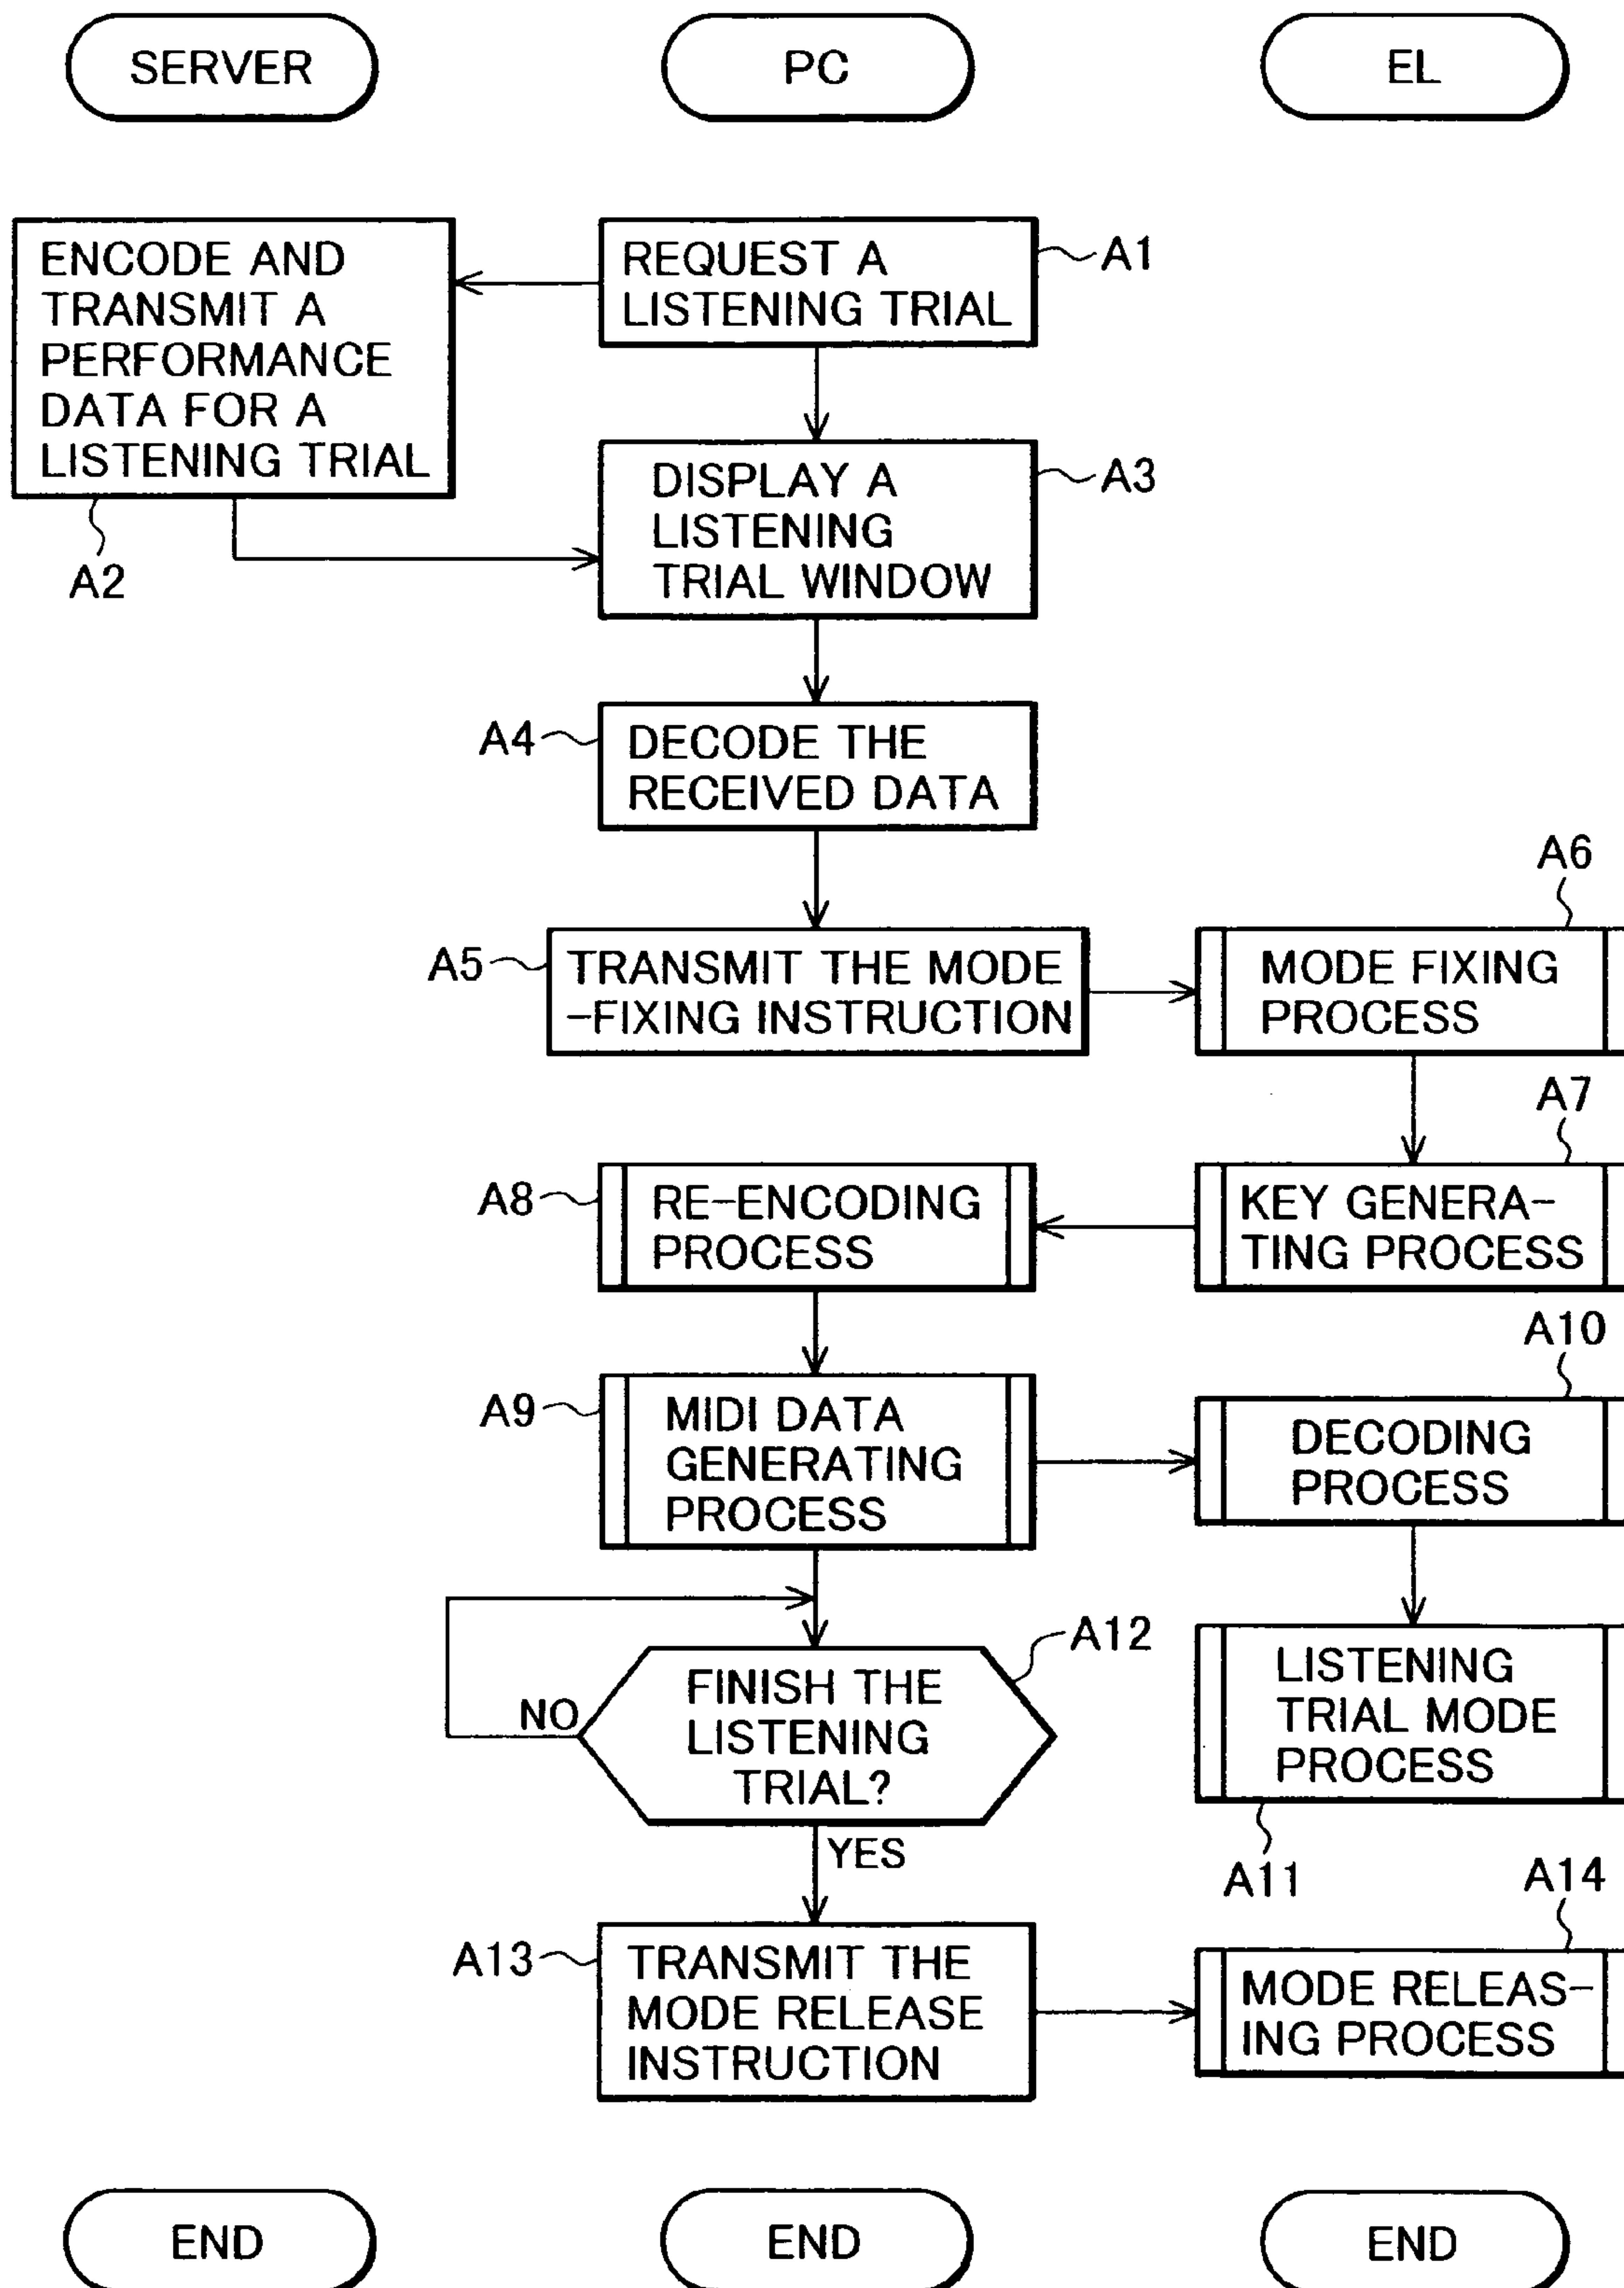 SERVER
PC
EL
ENCODE AND
TRANSMIT A
PERFORMANCE
DATA FOR A
LISTENING TRIAL
A2
REQUEST A
LISTENING TRIAL
A1
DISPLAY A
LISTENING
TRIAL WINDOW
A3
A4
DECODE THE
RECEIVED DATA
A5
TRANSMIT THE MODE
-FIXING INSTRUCTION
A6
MODE FIXING
PROCESS
A7
KEY GENERA-
TING PROCESS
A8
RE-ENCODING
PROCESS
A9
MIDI DATA
GENERATING
PROCESS
A10
DECODING
PROCESS
LISTENING
TRIAL MODE
PROCESS
A11
A12
FINISH THE
LISTENING
TRIAL?
NO
YES
A13
TRANSMIT THE
MODE RELEASE
INSTRUCTION
A14
MODE RELEAS-
ING PROCESS
END
END
END